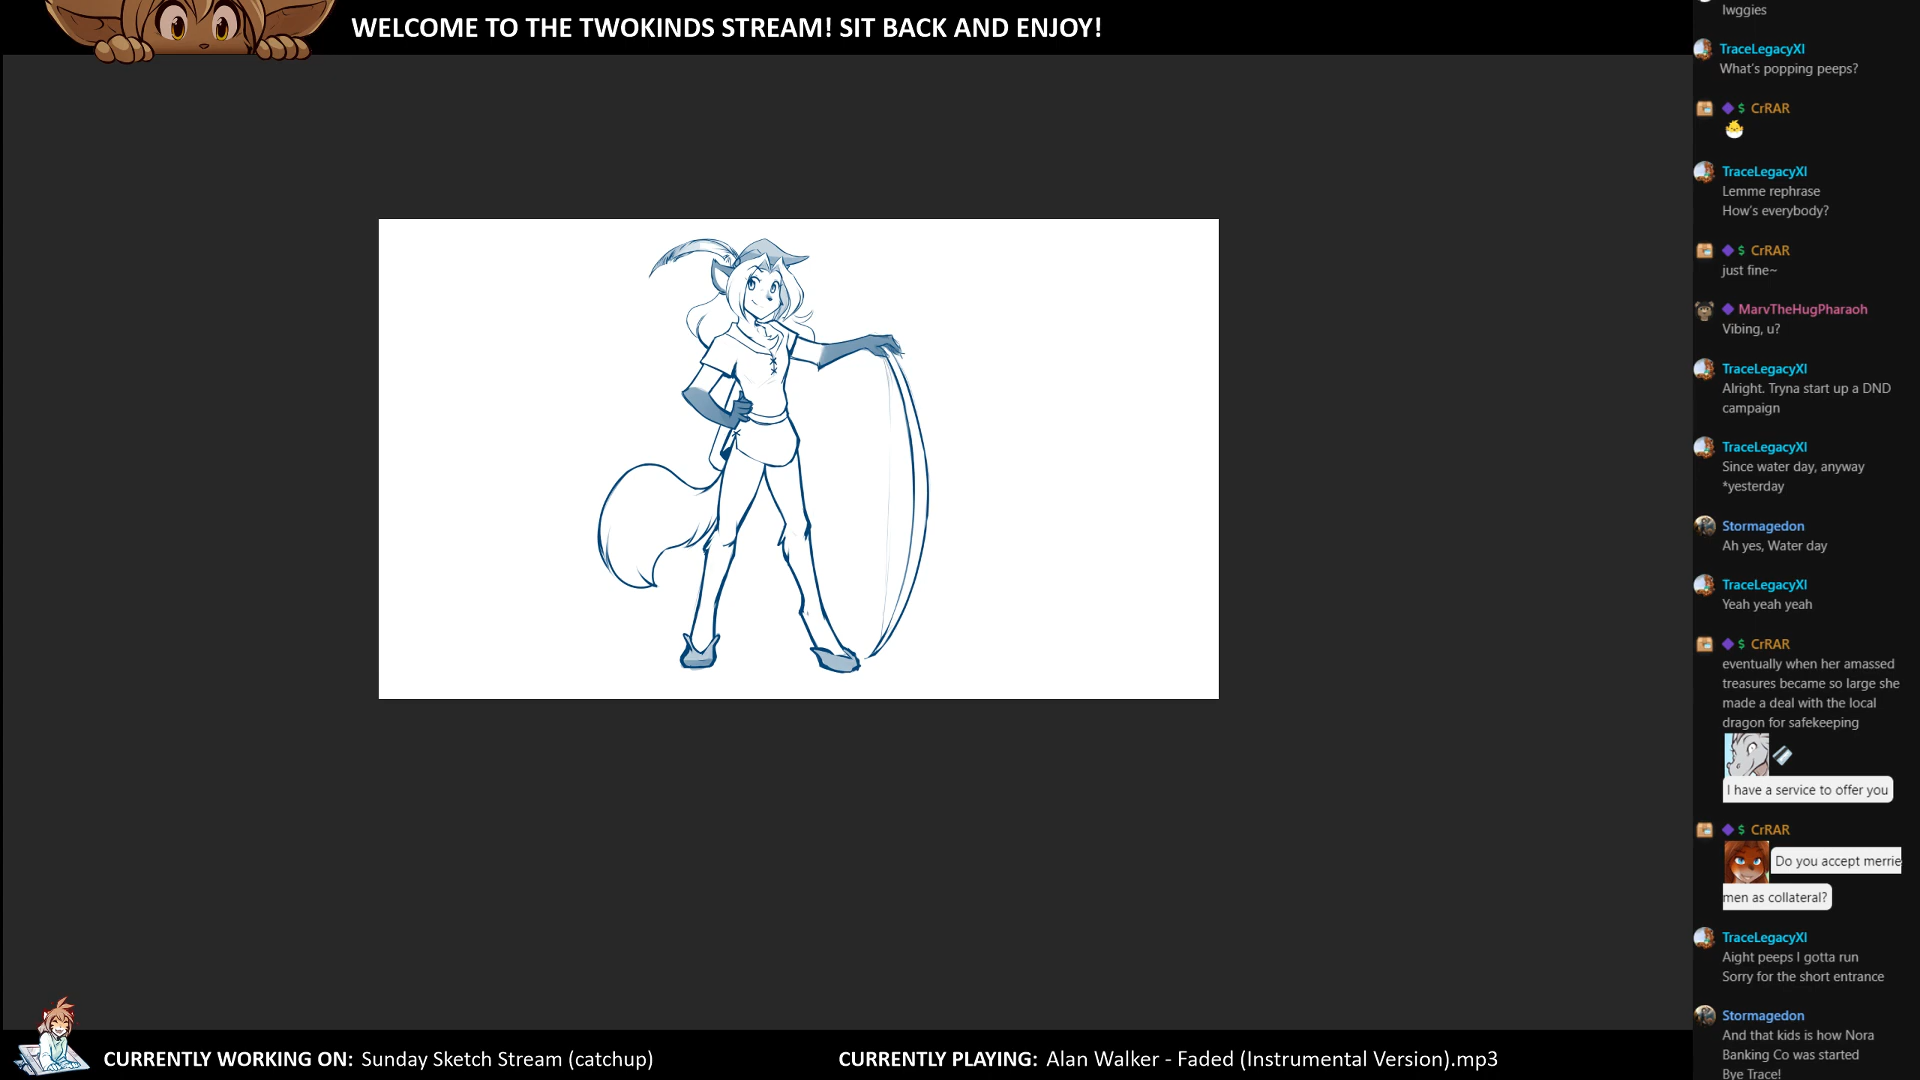 WELCOME TO THE TWOKINDS STREAM! SIT BACK AND ENJOY!
lwggies
TraceLegacyXI
What's popping peeps?
$ CrRAR
TraceLegacyXI
Lemme rephrase
How's everybody?
$ CrRAR
just fine~
MarvTheHugPharaoh
Vibing, u?
TraceLegacyXI
Alright. Tryna start up a DND
campaign
TraceLegacyXI
Since water day, anyway
*yesterday
Stormagedon
Ah yes, Water day
TraceLegacyXI
Yeah yeah yeah
$ CrRAR
eventually when her amassed
treasures became so large she
made a deal with the local
dragon for safekeeping
I have a service to offer you
$ CrRAR
Do you accept merrie
men as collateral?
TraceLegacyXI
Aight peeps I gotta run
Sorry for the short entrance
Stormagedon
And that kids is how Nora
Banking Co was started
Bye Trace!
CURRENTLY WORKING ON: Sunday Sketch Stream (catchup)
CURRENTLY PLAYING: Alan Walker - Faded (Instrumental Version).mp3